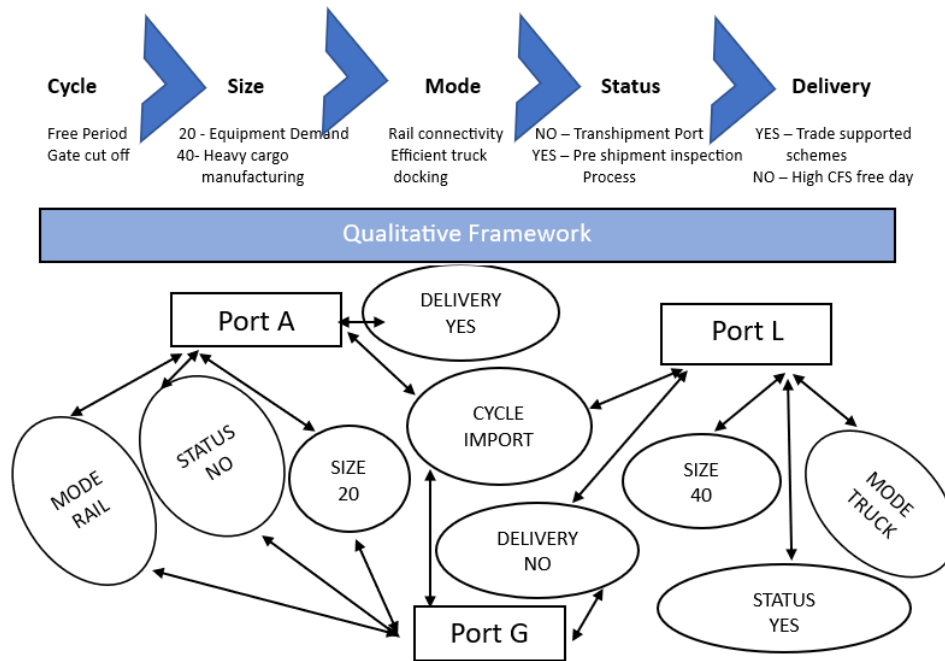 Cycle
Size
Mode
Status
Delivery
Free Period
Gate cut off
20 - Equipment Demand
40- Heavy cargo
manufacturing
Rail connectivity
Efficient truck
docking
NO – Transhipment Port
YES – Pre shipment inspection
Process
YES – Trade supported
schemes
NO – High CFS free day
Qualitative Framework
Port A
DELIVERY
YES
Port L
MODE
RAIL
STATUS
NO
SIZE
20
CYCLE
IMPORT
SIZE
40
MODE
TRUCK
DELIVERY
NO
STATUS
YES
Port G